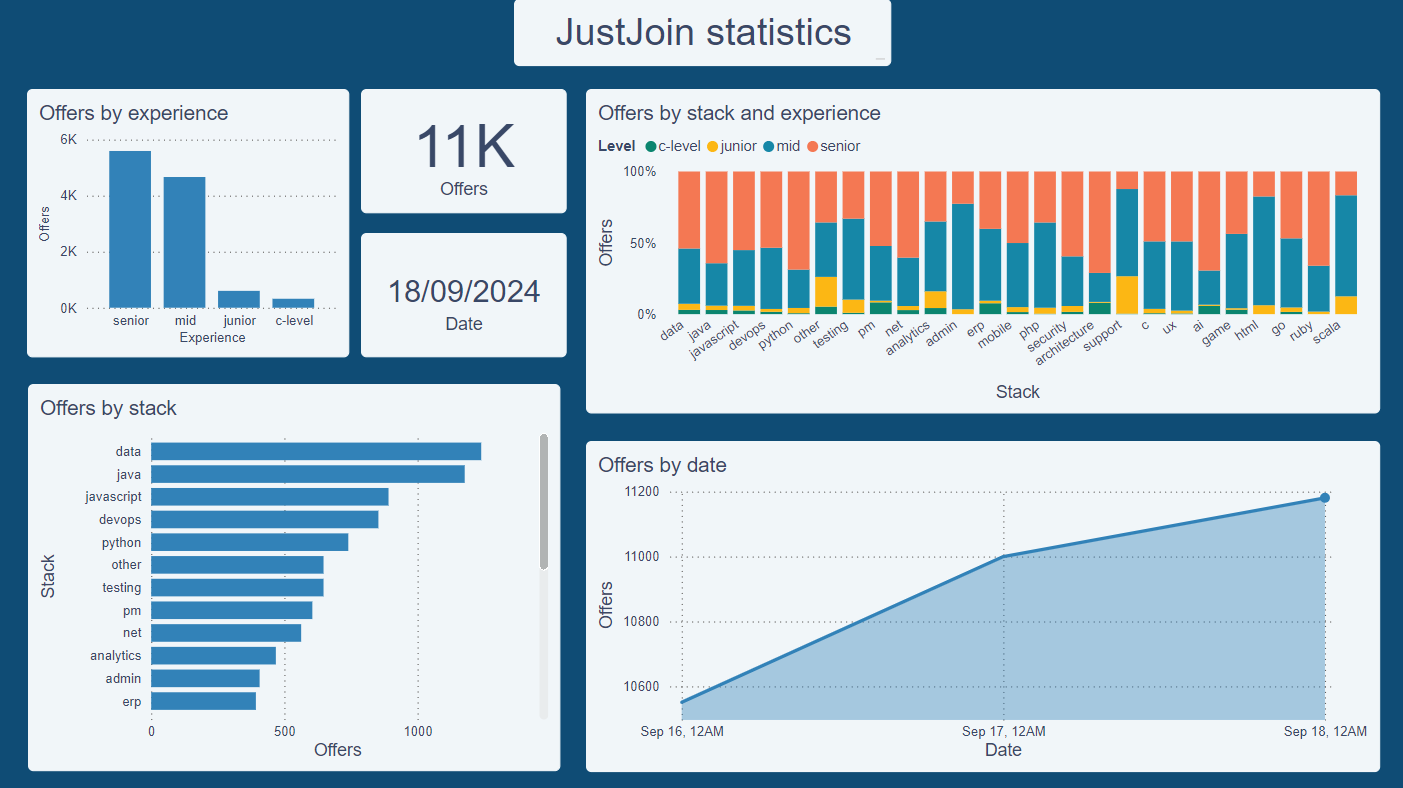 JustJoin statistics
Offers by experience
6K
4K
2K
0K
Offers
senior mid junior c-level
Experience
11K
Offers
18/09/2024
Date
Offers by stack and experience
Level c-level junior mid senior
100%
50%
0%
Offers
data java javascript devops python other testing pm net analytics admin erp mobile php security architecture support c ux ai game html go ruby scala
Stack
Offers by stack
data
java
javascript
devops
python
other
testing
pm
net
analytics
admin
erp
Stack
0 500 1000
Offers
Offers by date
11200
11000
10800
10600
Offers
Sep 16, 12AM Sep 17, 12AM Sep 18, 12AM
Date